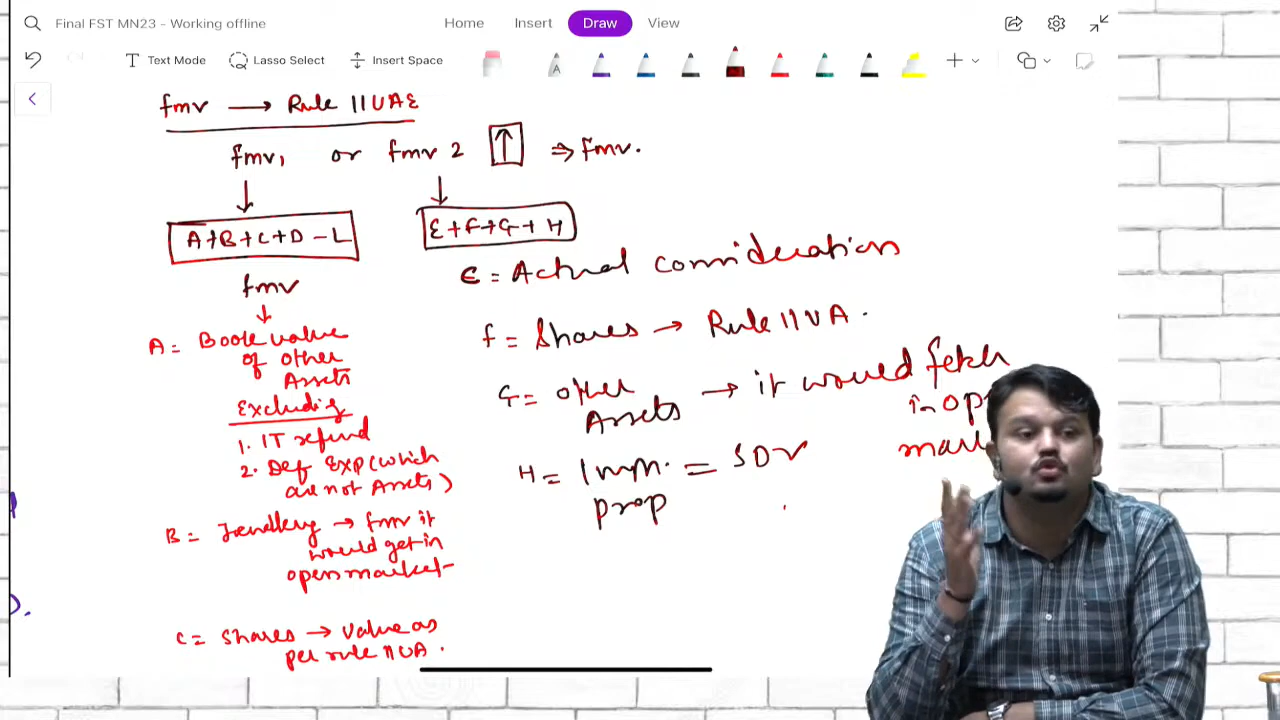 Final FST MN23 - Working offline
Home
Insert
Draw
View
Text Mode
Lasso Select
Insert Space
fmv → Rule 11UAE
fmv1 or fmv 2 ↑ ⇒ fmv.
A+B+C+D-L
E+F+G+H
fmv
E = Actual consideration
F = Shares → Rule 11UA.
G = other Assets → it would fetch
in op
H = Imm. prop = SDV
A = Book value
of other
Assets
Excluding
1. IT refund
2. Def Exp (which
are not Assets)
B = Jewellery → fmv it
would get in
open market
C = Shares → value as
per rule 11UA.
D.